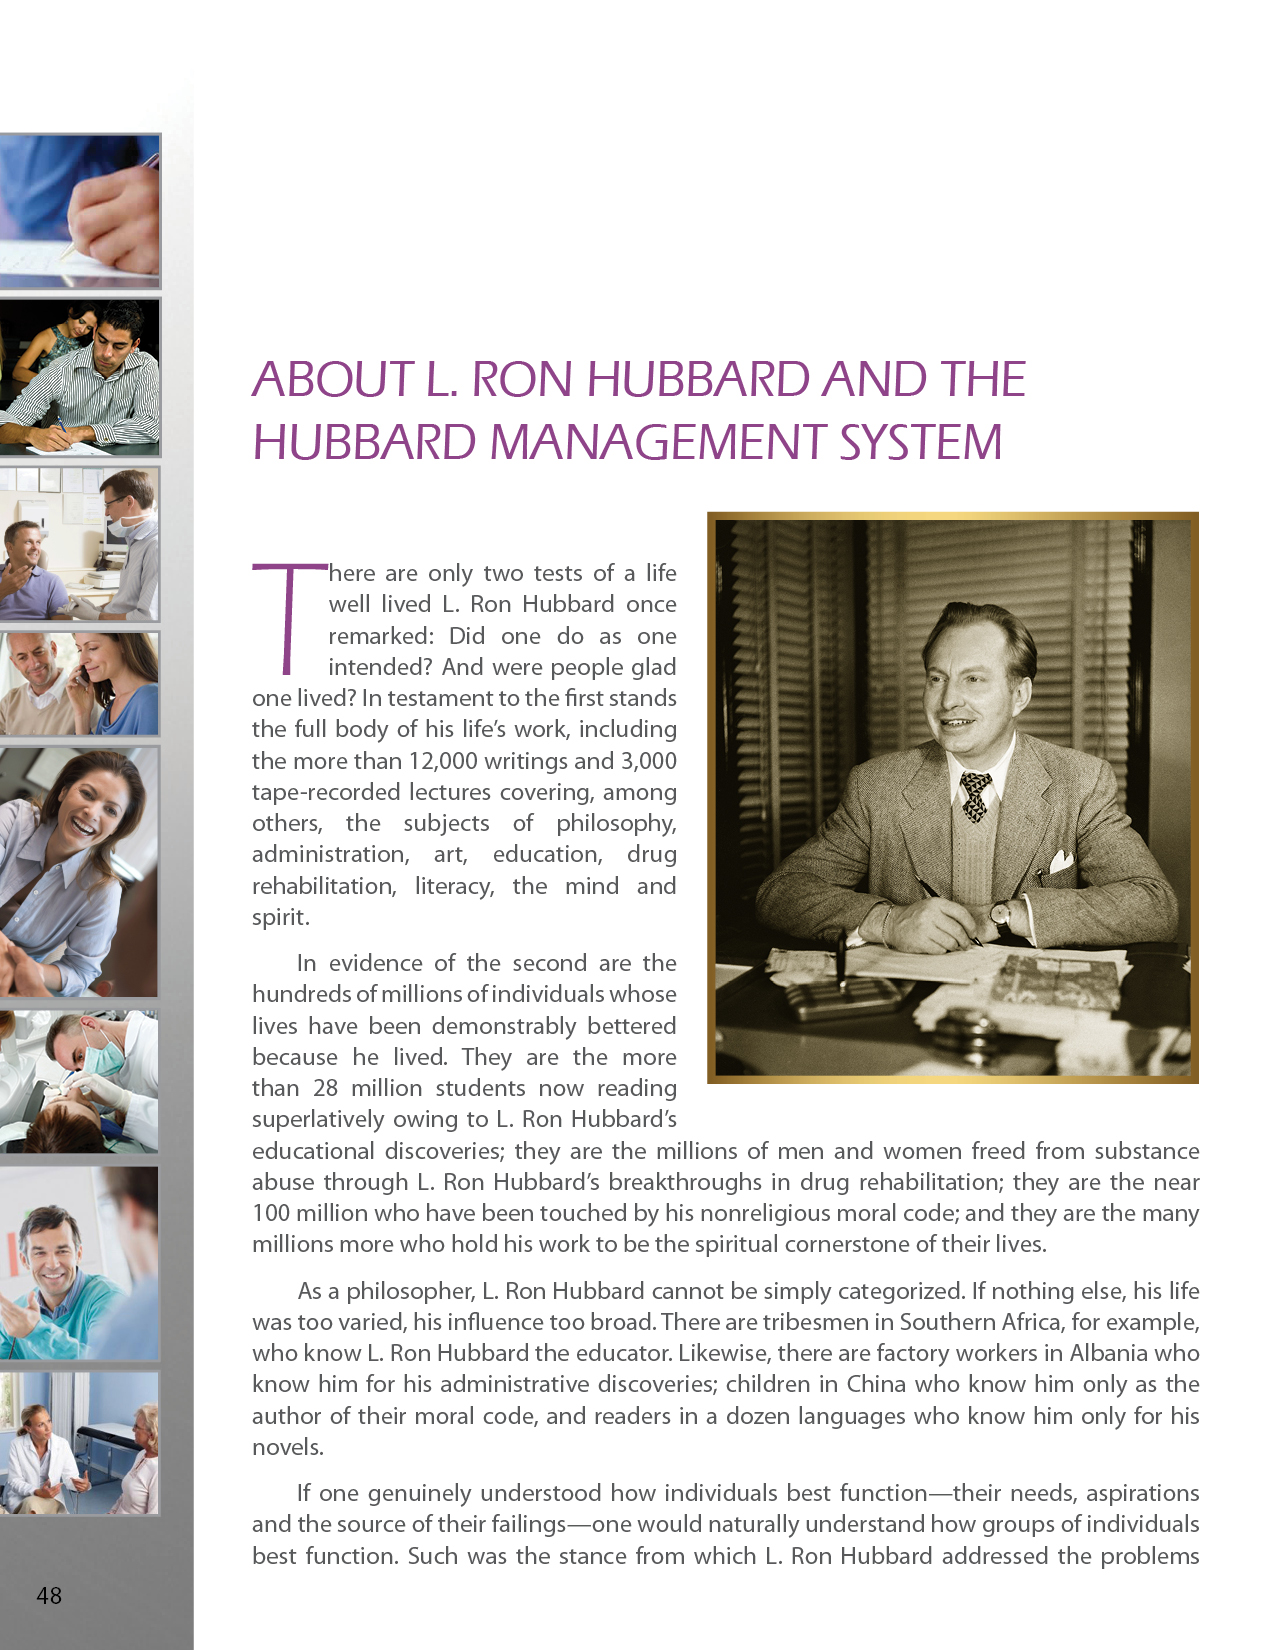 ABOUT L. RON HUBBARD AND THE
HUBBARD MANAGEMENT SYSTEM
There are only two tests of a life
well lived L. Ron Hubbard once
remarked: Did one do as one
intended? And were people glad
one lived? In testament to the first stands
the full body of his life’s work, including
the more than 12,000 writings and 3,000
tape-recorded lectures covering, among
others, the subjects of philosophy,
administration, art, education, drug
rehabilitation, literacy, the mind and
spirit.
In evidence of the second are the
hundreds of millions of individuals whose
lives have been demonstrably bettered
because he lived. They are the more
than 28 million students now reading
superlatively owing to L. Ron Hubbard’s
educational discoveries; they are the millions of men and women freed from substance
abuse through L. Ron Hubbard’s breakthroughs in drug rehabilitation; they are the near
100 million who have been touched by his nonreligious moral code; and they are the many
millions more who hold his work to be the spiritual cornerstone of their lives.
As a philosopher, L. Ron Hubbard cannot be simply categorized. If nothing else, his life
was too varied, his influence too broad. There are tribesmen in Southern Africa, for example,
who know L. Ron Hubbard the educator. Likewise, there are factory workers in Albania who
know him for his administrative discoveries; children in China who know him only as the
author of their moral code, and readers in a dozen languages who know him only for his
novels.
If one genuinely understood how individuals best function—their needs, aspirations
and the source of their failings—one would naturally understand how groups of individuals
best function. Such was the stance from which L. Ron Hubbard addressed the problems
48